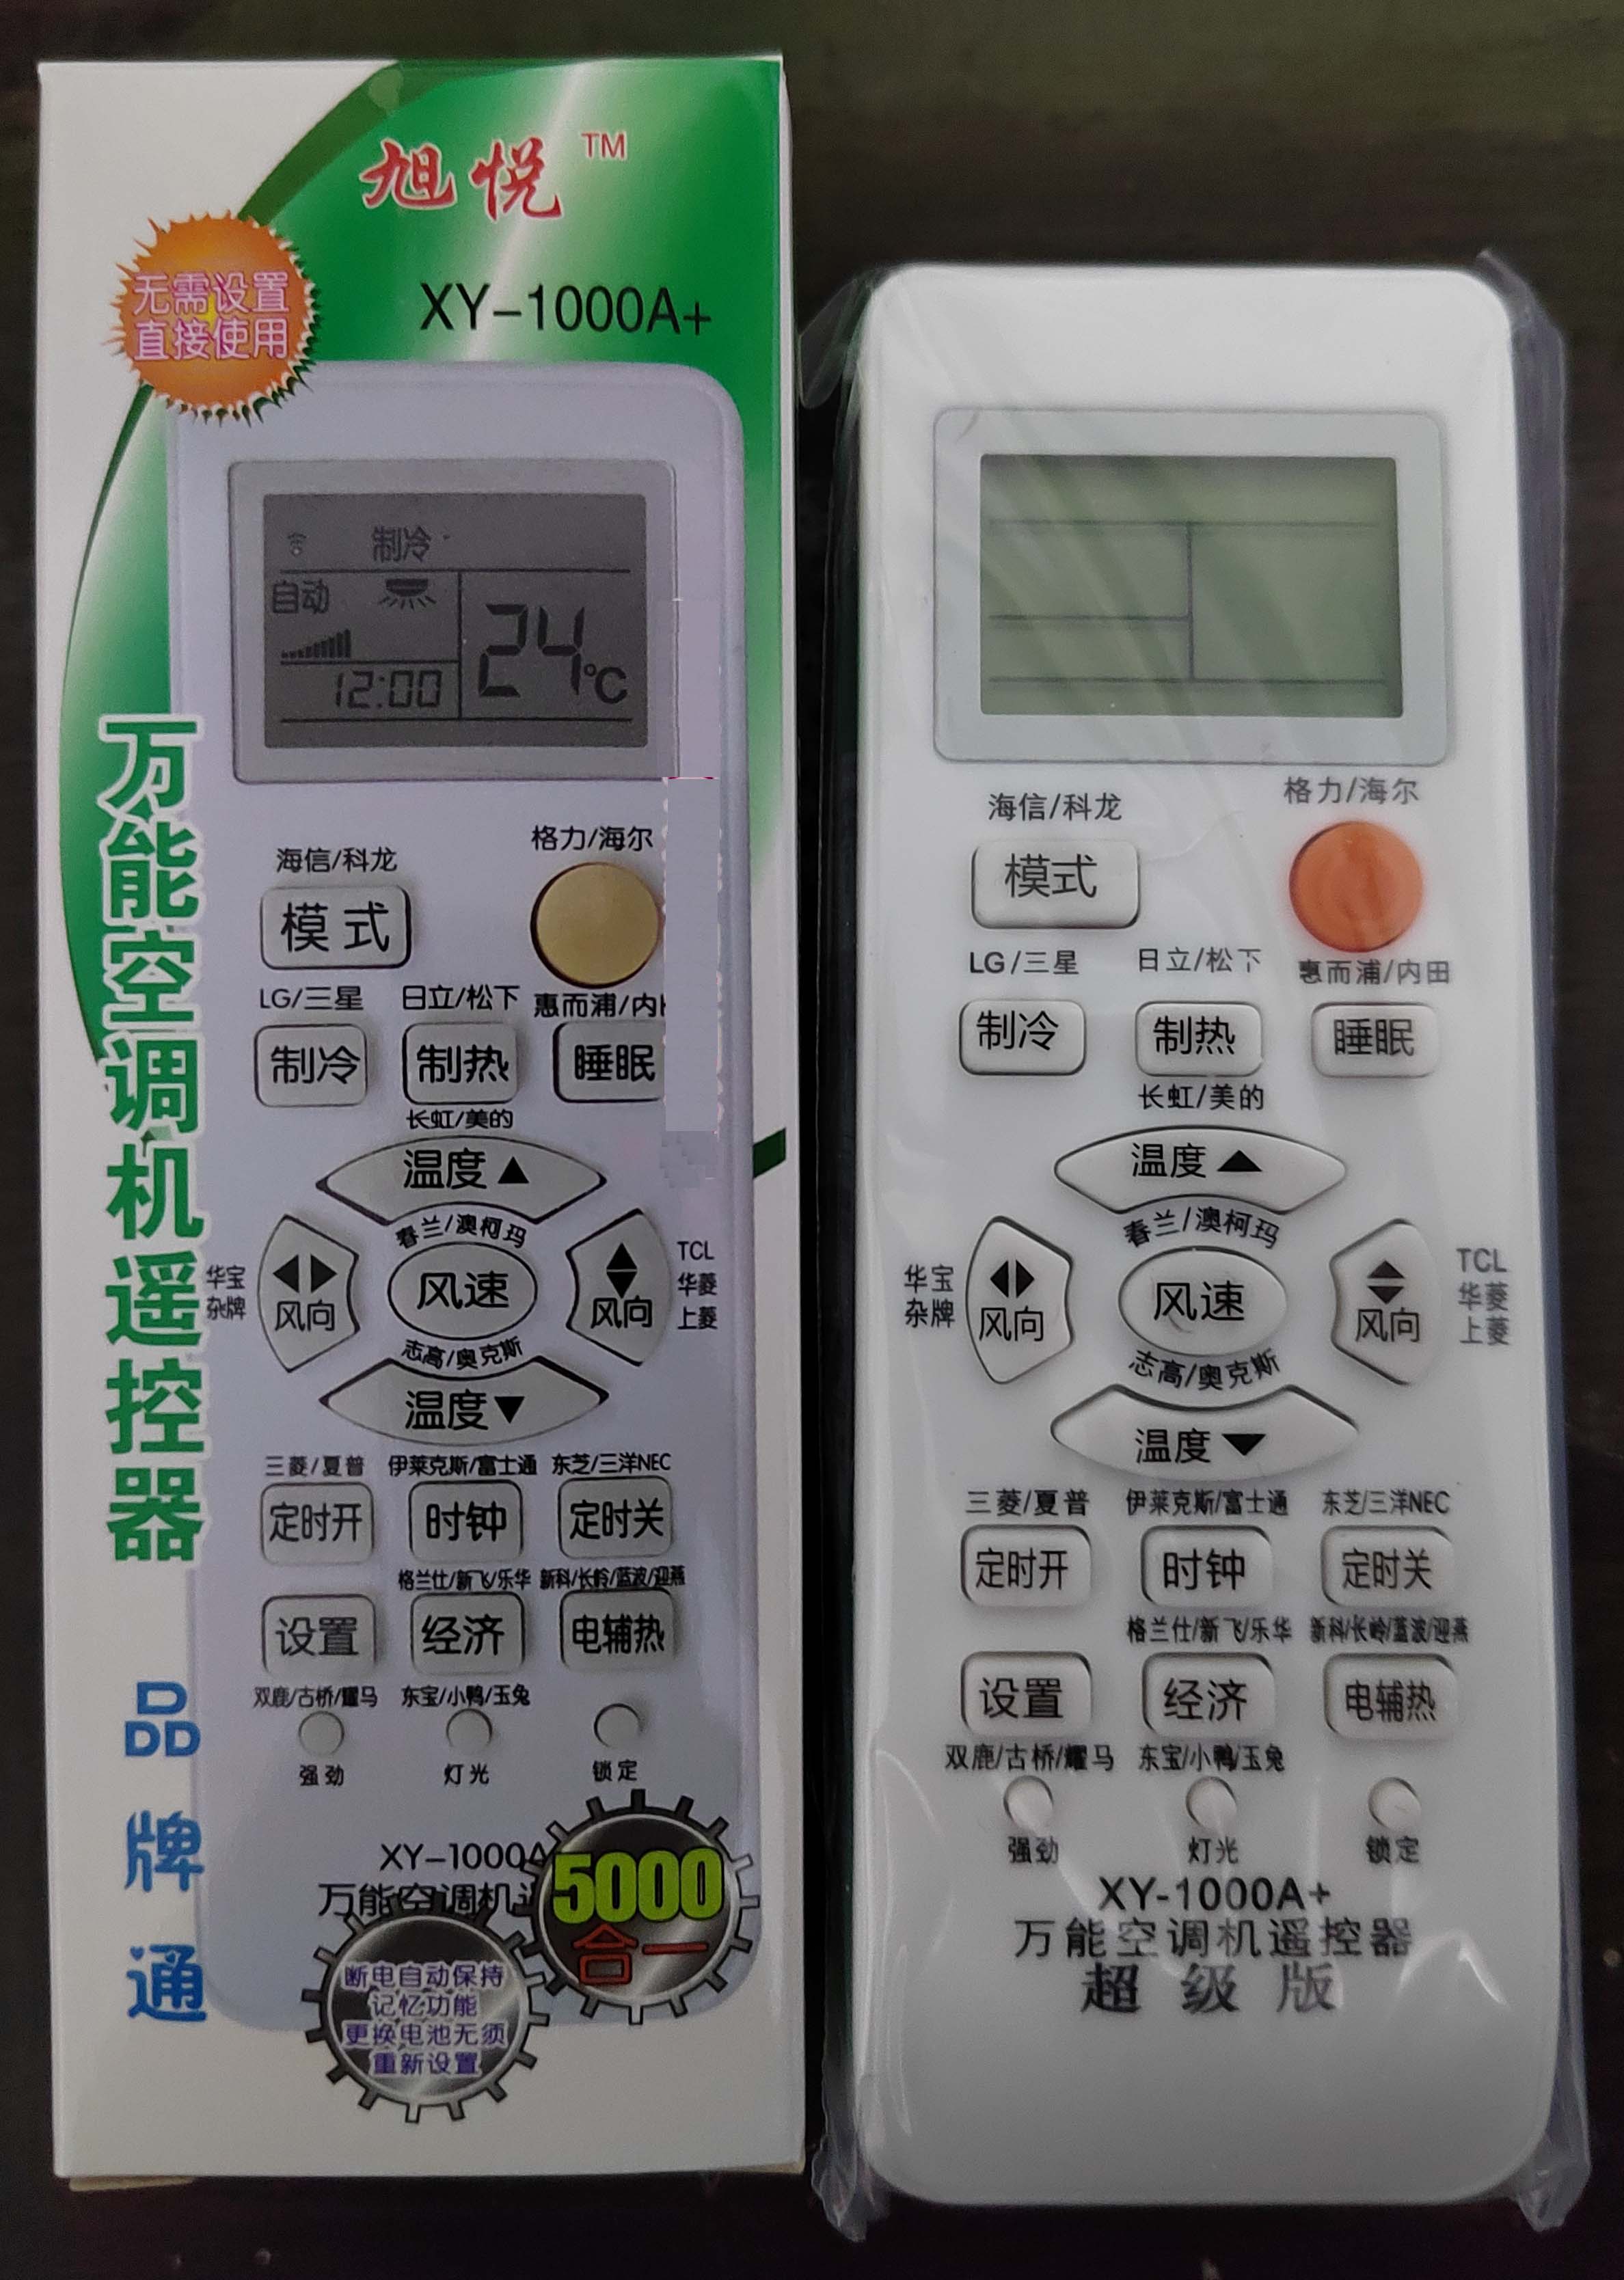 旭悦™
XY-1000A+
无需设置
直接使用
万能空调机遥控器
品牌通
制冷
自动
24℃
12:00
海信/科龙
格力/海尔
模式
LG/三星
日立/松下
惠而浦/内
制冷
制热
睡眠
长虹/美的
温度▲
春兰/澳柯玛
华宝
杂牌
◀▶
风向
风速
▲▼
风向
TCL
华菱
上菱
志高/奥克斯
温度▼
三菱/夏普
伊莱克斯/富士通
东芝/三洋NEC
定时开
时钟
定时关
格兰仕/新飞/乐华
新科/长岭/蓝波/迎燕
设置
经济
电辅热
双鹿/古桥/耀马
东宝/小鸭/玉兔
强劲
灯光
锁定
XY-1000A
万能空调机
5000
合一
断电自动保持
记忆功能
更换电池无须
重新设置
海信/科龙
格力/海尔
模式
LG/三星
日立/松下
惠而浦/内田
制冷
制热
睡眠
长虹/美的
温度▲
春兰/澳柯玛
华宝
杂牌
◀▶
风向
风速
▲▼
风向
TCL
华菱
上菱
志高/奥克斯
温度▼
三菱/夏普
伊莱克斯/富士通
东芝/三洋NEC
定时开
时钟
定时关
格兰仕/新飞/乐华
新科/长岭/蓝波/迎燕
设置
经济
电辅热
双鹿/古桥/耀马
东宝/小鸭/玉兔
强劲
灯光
锁定
XY-1000A+
万能空调机遥控器
超级版